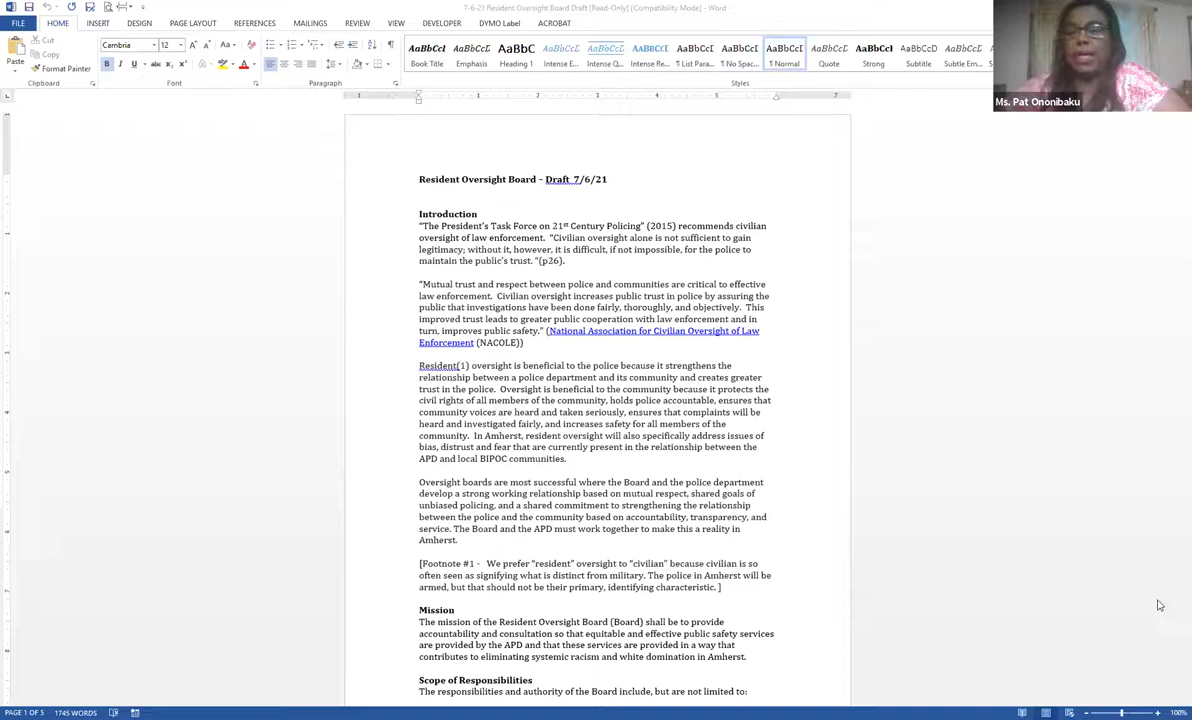 7-6-21 Resident Oversight Board Draft [Read-Only] [Compatibility Mode] - Word
FILE HOME INSERT DESIGN PAGE LAYOUT REFERENCES MAILINGS REVIEW VIEW DEVELOPER DYMO Label ACROBAT
Cut
Copy
Format Painter
Paste
Cambria 12
AaBbCcI AaBbCcD AaBbC AaBbCcD AaBbCcD AABBCCD AaBbCcI AaBbCcI AaBbCcI AaBbCcD AaBbCcI AaBbCcD AaBbCcD
Book Title Emphasis Heading 1 Intense E... Intense Q... Intense Re... ¶ List Para... ¶ No Spac... ¶ Normal Quote Strong Subtitle Subtle Em...
Clipboard Font Paragraph Styles
Ms. Pat Ononibaku
Resident Oversight Board – Draft 7/6/21
Introduction
"The President's Task Force on 21st Century Policing" (2015) recommends civilian
oversight of law enforcement. "Civilian oversight alone is not sufficient to gain
legitimacy; without it, however, it is difficult, if not impossible, for the police to
maintain the public's trust. "(p26).
"Mutual trust and respect between police and communities are critical to effective
law enforcement. Civilian oversight increases public trust in police by assuring the
public that investigations have been done fairly, thoroughly, and objectively. This
improved trust leads to greater public cooperation with law enforcement and in
turn, improves public safety." (National Association for Civilian Oversight of Law
Enforcement (NACOLE))
Resident(1) oversight is beneficial to the police because it strengthens the
relationship between a police department and its community and creates greater
trust in the police. Oversight is beneficial to the community because it protects the
civil rights of all members of the community, holds police accountable, ensures that
community voices are heard and taken seriously, ensures that complaints will be
heard and investigated fairly, and increases safety for all members of the
community. In Amherst, resident oversight will also specifically address issues of
bias, distrust and fear that are currently present in the relationship between the
APD and local BIPOC communities.
Oversight boards are most successful where the Board and the police department
develop a strong working relationship based on mutual respect, shared goals of
unbiased policing, and a shared commitment to strengthening the relationship
between the police and the community based on accountability, transparency, and
service. The Board and the APD must work together to make this a reality in
Amherst.
[Footnote #1 - We prefer "resident" oversight to "civilian" because civilian is so
often seen as signifying what is distinct from military. The police in Amherst will be
armed, but that should not be their primary, identifying characteristic. ]
Mission
The mission of the Resident Oversight Board (Board) shall be to provide
accountability and consultation so that equitable and effective public safety services
are provided by the APD and that these services are provided in a way that
contributes to eliminating systemic racism and white domination in Amherst.
Scope of Responsibilities
The responsibilities and authority of the Board include, but are not limited to:
PAGE 1 OF 5 1745 WORDS 100%